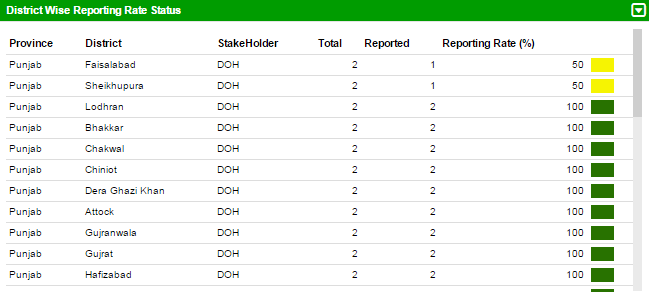 District Wise Reporting Rate Status
Province District StakeHolder Total Reported Reporting Rate (%)
Punjab Faisalabad DOH 2 1 50
Punjab Sheikhupura DOH 2 1 50
Punjab Lodhran DOH 2 2 100
Punjab Bhakkar DOH 2 2 100
Punjab Chakwal DOH 2 2 100
Punjab Chiniot DOH 2 2 100
Punjab Dera Ghazi Khan DOH 2 2 100
Punjab Attock DOH 2 2 100
Punjab Gujranwala DOH 2 2 100
Punjab Gujrat DOH 2 2 100
Punjab Hafizabad DOH 2 2 100